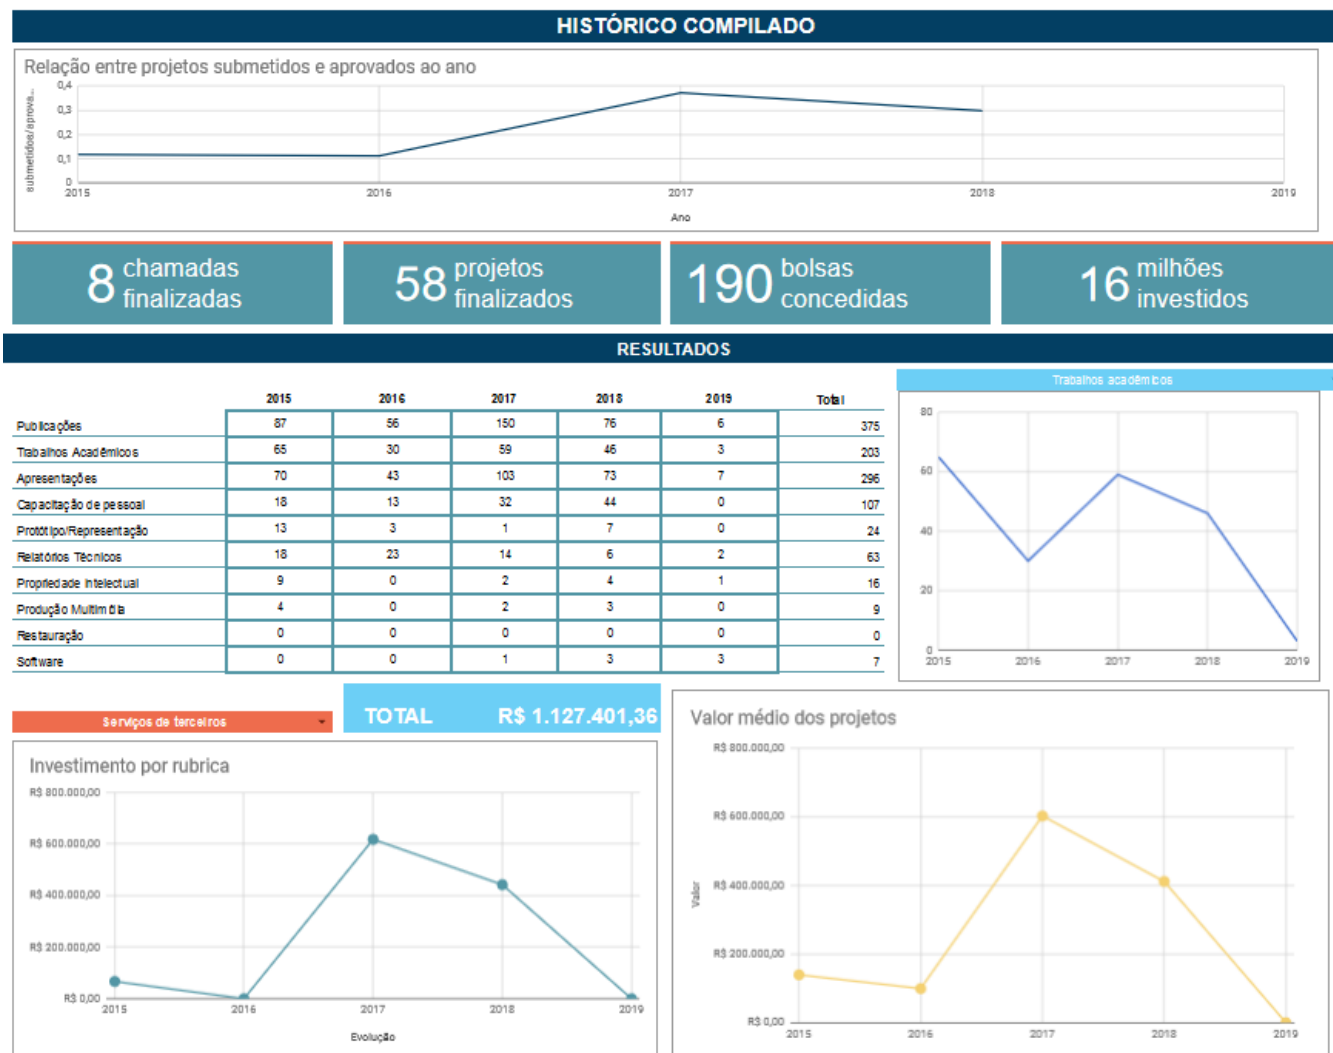 HISTÓRICO COMPILADO
Relação entre projetos submetidos e aprovados ao ano
submetidos/aprova...
0,4
0,3
0,2
0,1
0
2015 2016 2017 2018 2019
Ano
8 chamadas finalizadas
58 projetos finalizados
190 bolsas concedidas
16 milhões investidos
RESULTADOS
2015 2016 2017 2018 2019 Total
Publicações 87 56 150 76 6 375
Trabalhos Acadêmicos 65 30 59 46 3 203
Apresentações 70 43 103 73 7 296
Capacitação de pessoal 18 13 32 44 0 107
Protótipo/Representação 13 3 1 7 0 24
Relatórios Técnicos 18 23 14 6 2 63
Propriedade Intelectual 9 0 2 4 1 16
Produção Multimídia 4 0 2 3 0 9
Restauração 0 0 0 0 0 0
Software 0 0 1 3 3 7
Trabalhos acadêmicos
80
60
40
20
0
2015 2016 2017 2018 2019
Serviços de terceiros
TOTAL R$ 1.127.401,36
Investimento por rubrica
R$ 800.000,00
R$ 600.000,00
R$ 400.000,00
R$ 200.000,00
R$ 0,00
2015 2016 2017 2018 2019
Evolução
Valor médio dos projetos
Valor
R$ 800.000,00
R$ 600.000,00
R$ 400.000,00
R$ 200.000,00
R$ 0,00
2015 2016 2017 2018 2019